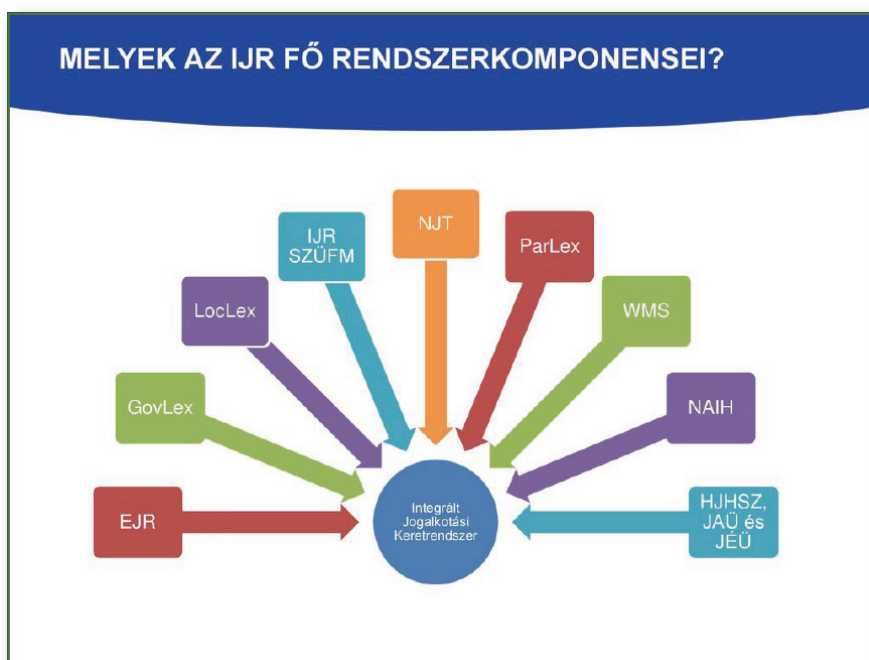 MELYEK AZ IJR FŐ RENDSZERKOMPONENSEI?
EJR
GovLex
LocLex
IJR
SZÜFM
NJT
ParLex
WMS
NAIH
HJHSZ,
JAÜ és
JÉÜ
Integrált
Jogalkotási
Keretrendszer